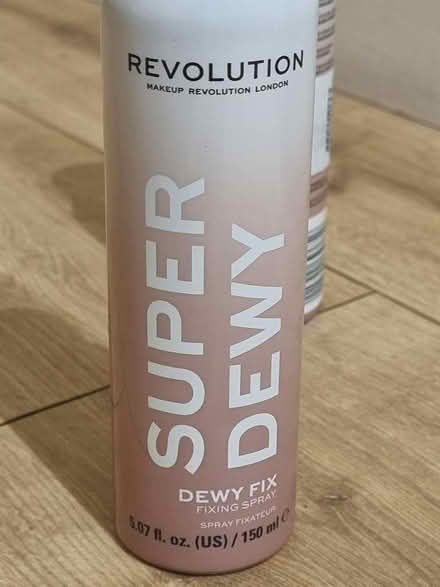 REVOLUTION
MAKEUP REVOLUTION LONDON
SUPER
DEWY
DEWY FIX
FIXING SPRAY
SPRAY FIXATEUR
5.07 fl. oz. (US) / 150 ml ℮